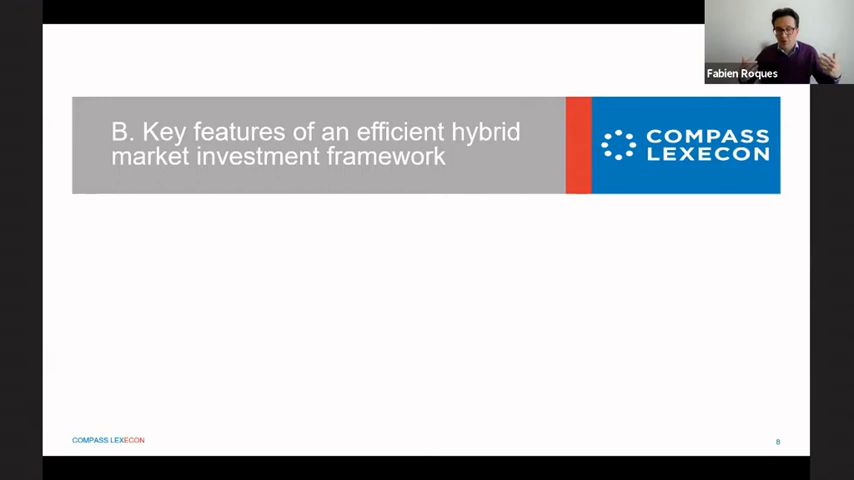 Fabien Roques
B. Key features of an efficient hybrid
market investment framework
COMPASS
LEXECON
COMPASS LEXECON
8